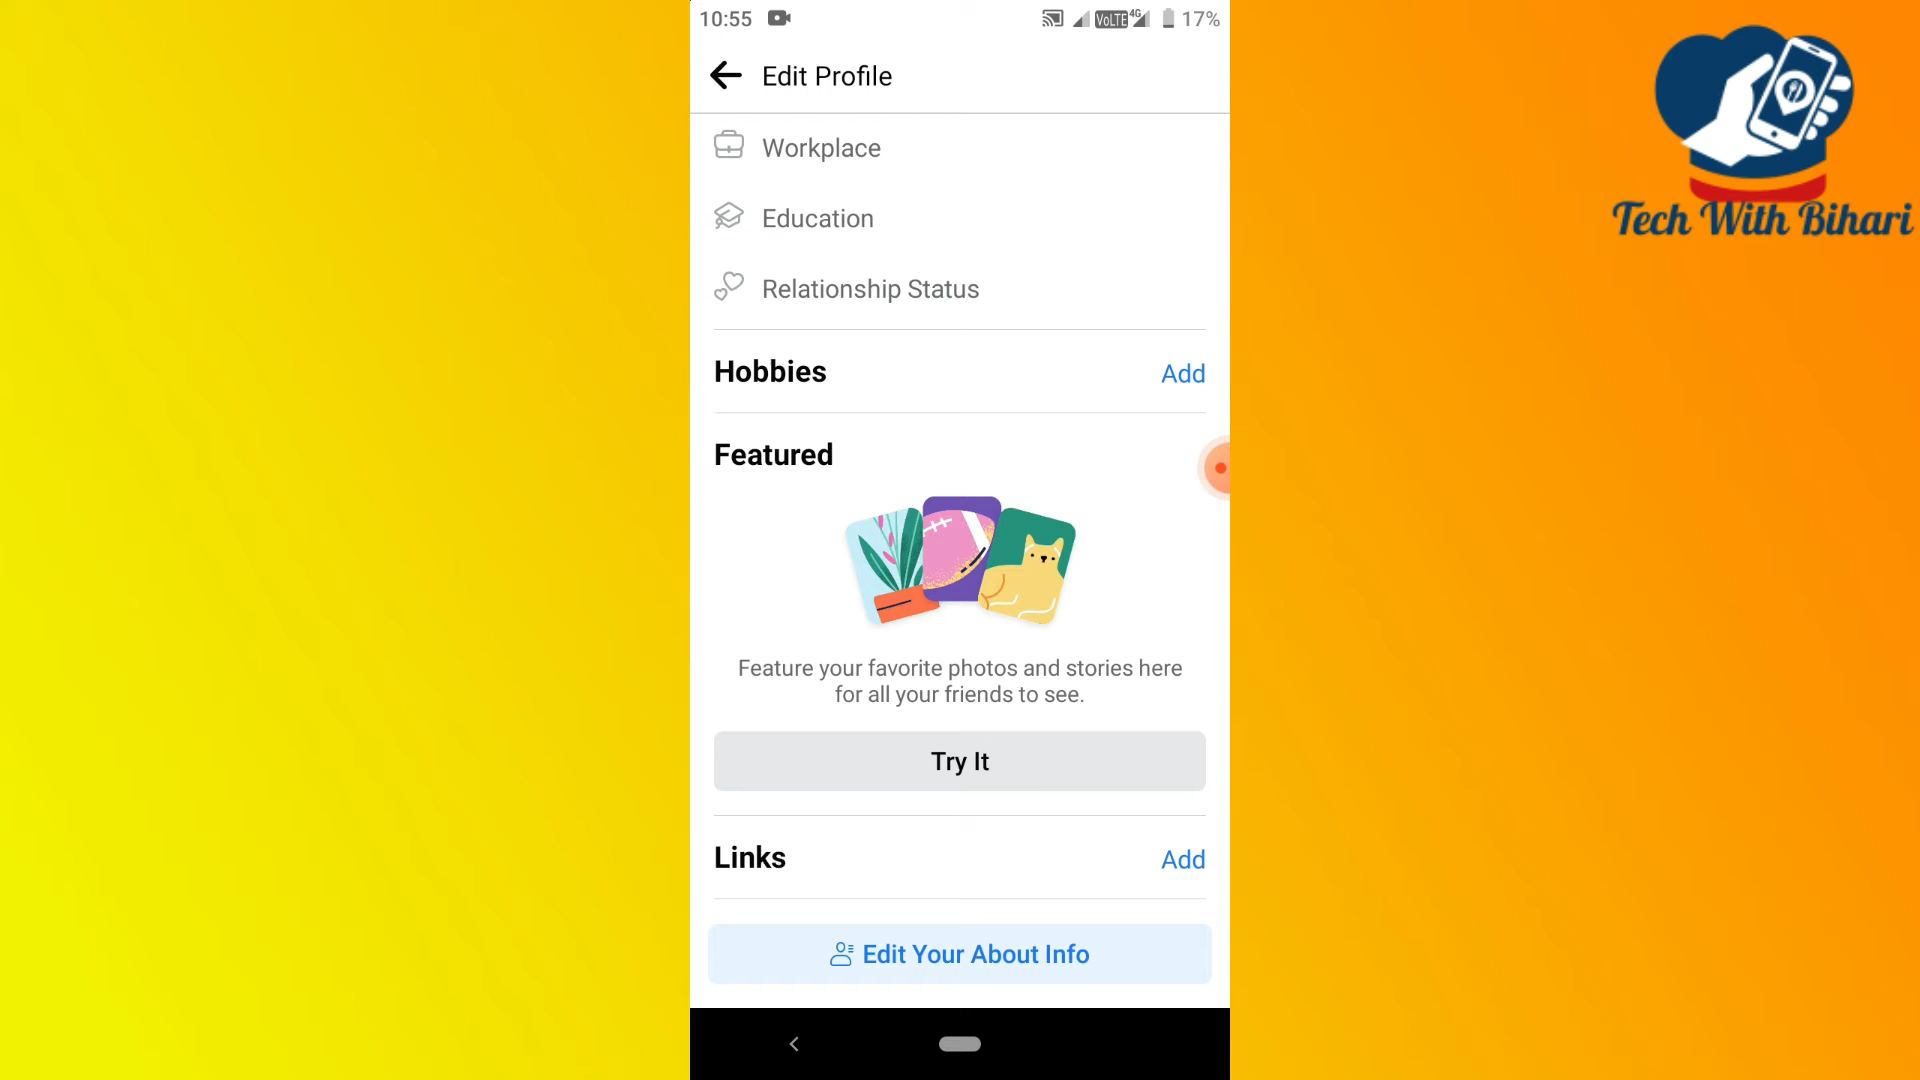 10:55
VoLTE 4G 17%
Edit Profile
Workplace
Education
Relationship Status
Hobbies
Add
Featured
Feature your favorite photos and stories here
for all your friends to see.
Try It
Links
Add
Edit Your About Info
Tech With Bihari